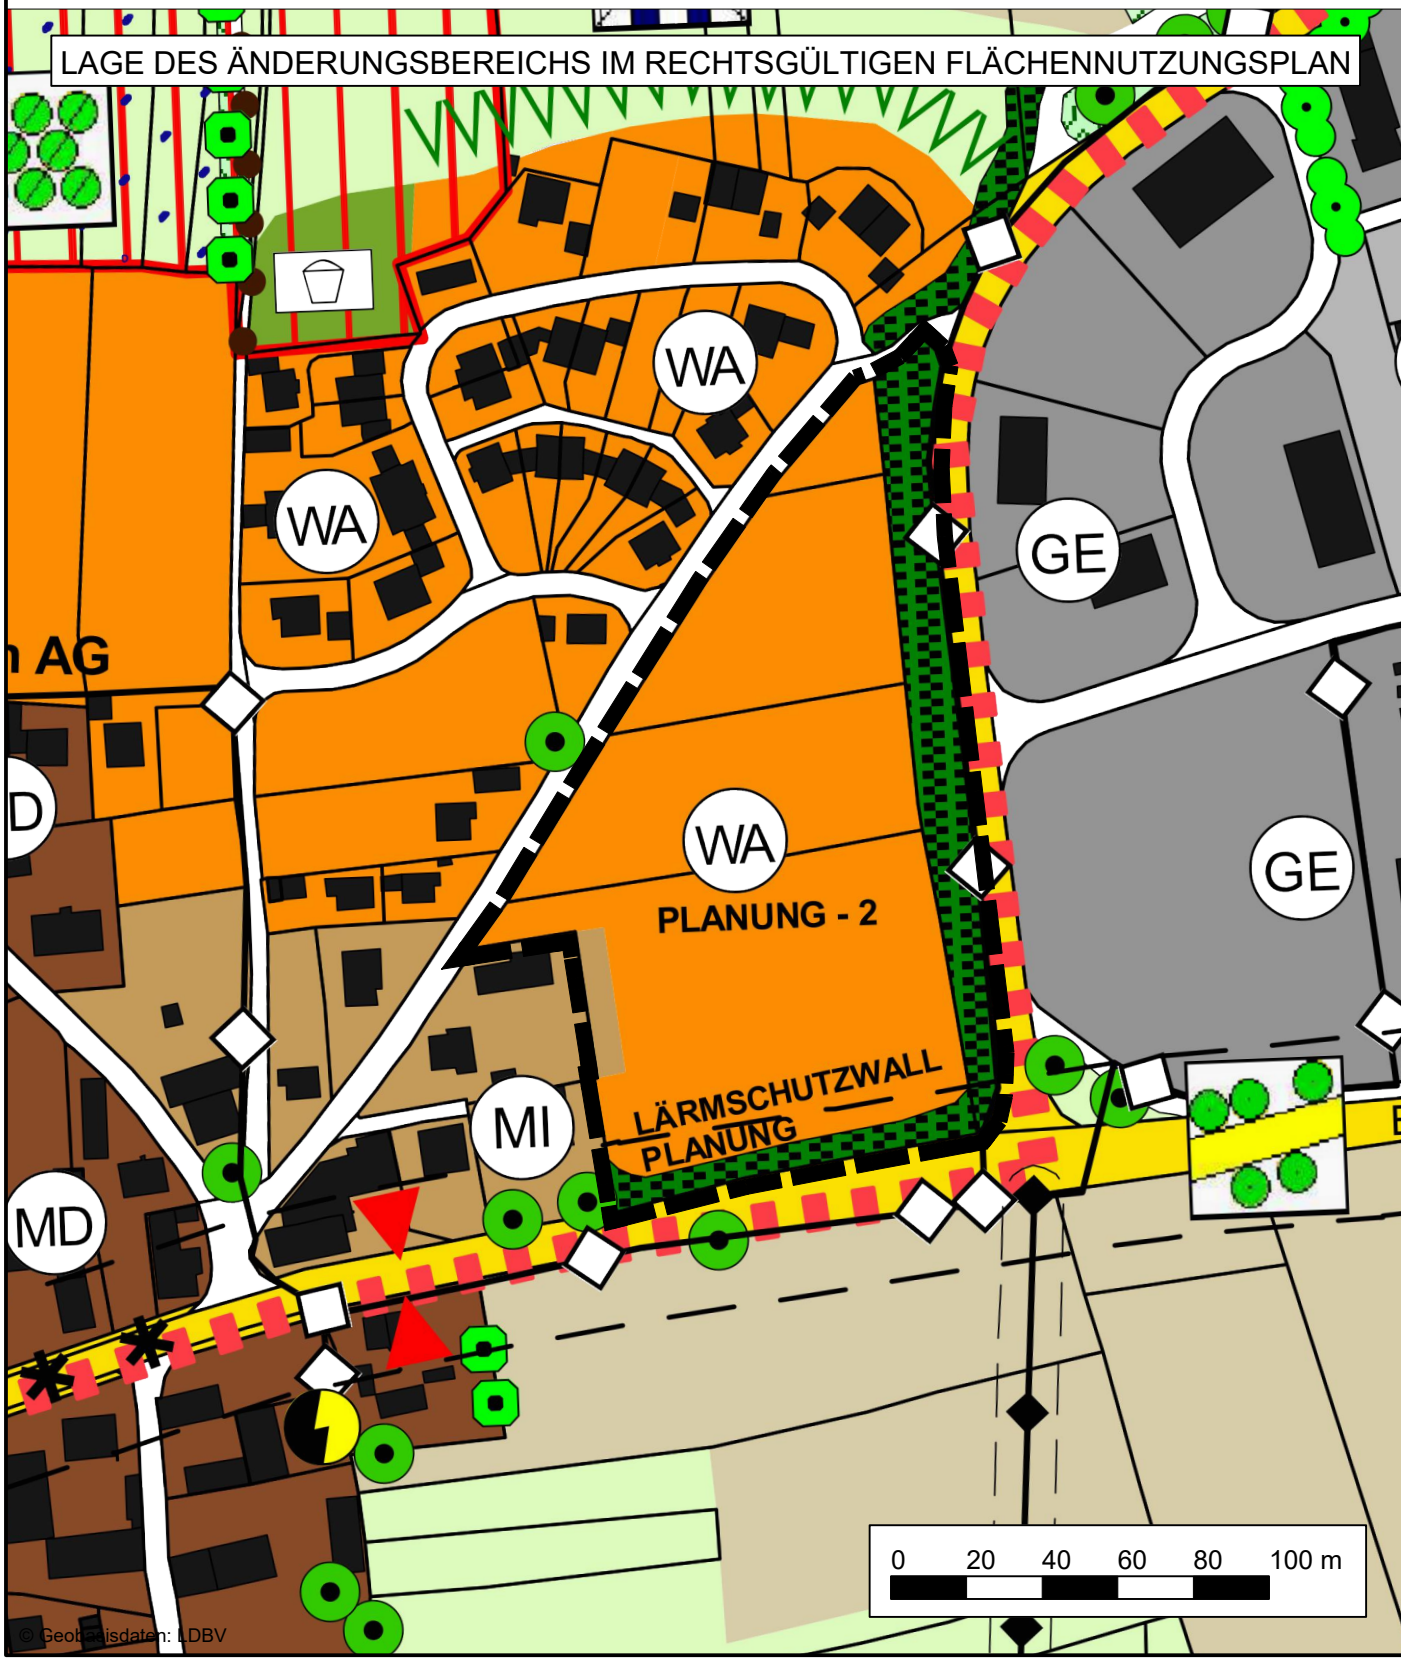 LAGE DES ÄNDERUNGSBEREICHS IM RECHTSGÜLTIGEN FLÄCHENNUTZUNGSPLAN
WA
WA
GE
n AG
D
WA
GE
PLANUNG - 2
LÄRMSCHUTZWALL
PLANUNG
MI
MD
0 20 40 60 80 100 m
© Geobasisdaten: LDBV